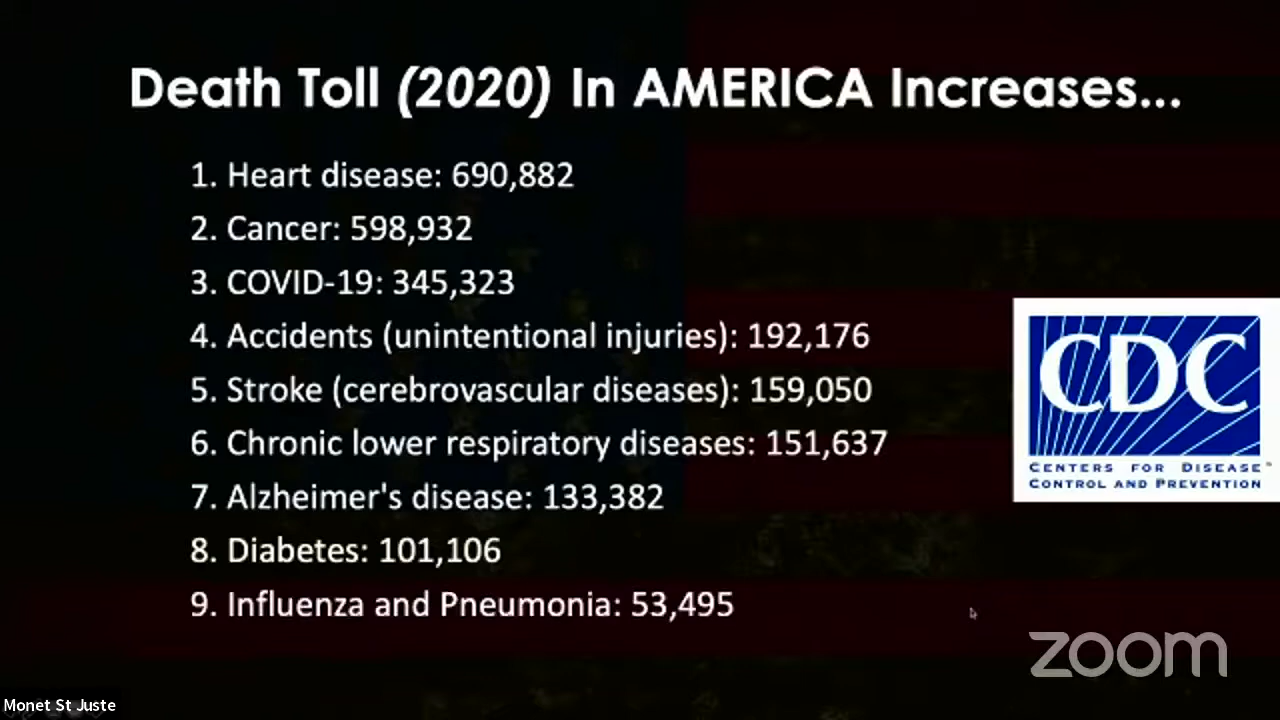 Death Toll (2020) In AMERICA Increases...
1. Heart disease: 690,882
2. Cancer: 598,932
3. COVID-19: 345,323
4. Accidents (unintentional injuries): 192,176
5. Stroke (cerebrovascular diseases): 159,050
6. Chronic lower respiratory diseases: 151,637
7. Alzheimer's disease: 133,382
8. Diabetes: 101,106
9. Influenza and Pneumonia: 53,495
CDC
CENTERS FOR DISEASE™
CONTROL AND PREVENTION
zoom
Monet St Juste